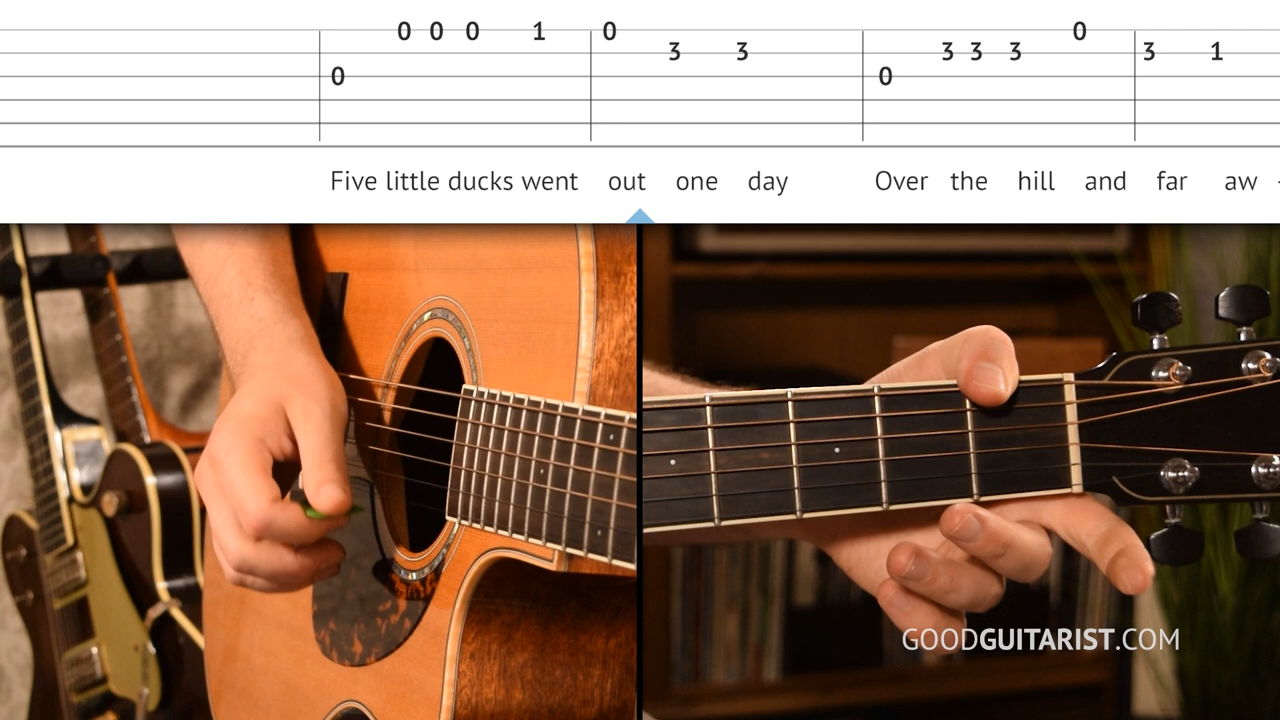 0 0 0 1 0 0
3 3 3 3 3 3 1
0 0
Five little ducks went out one day Over the hill and far aw -
GOODGUITARIST.COM